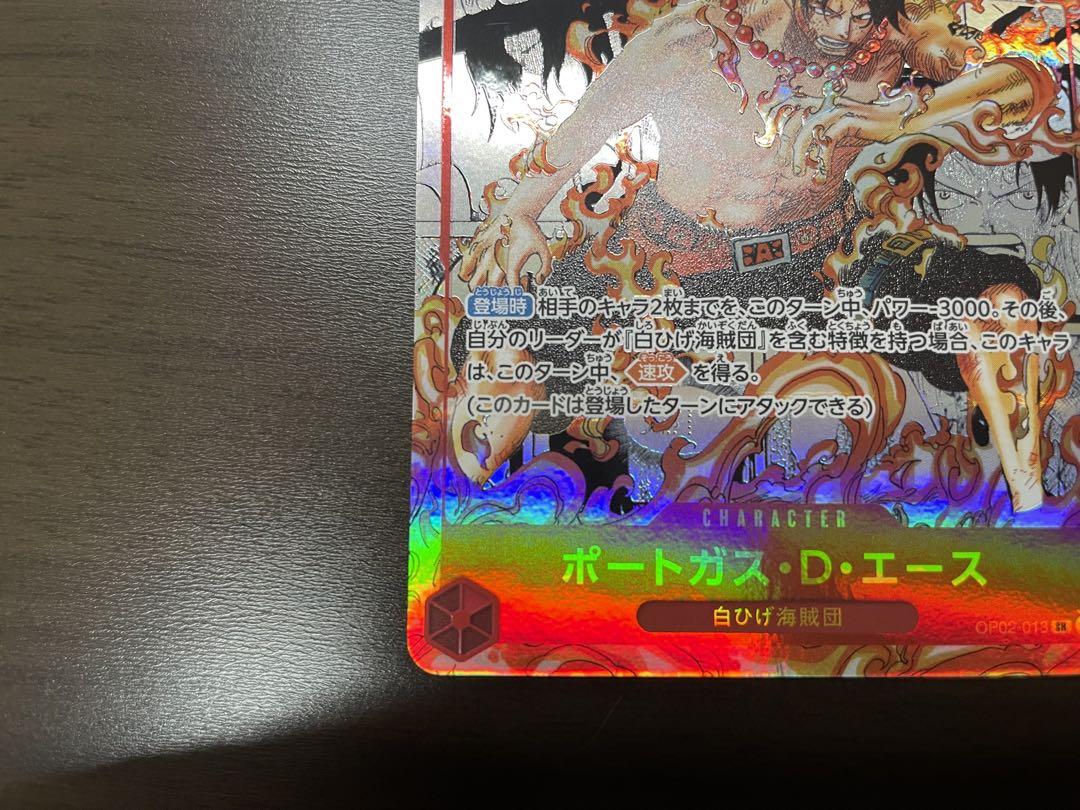 A
登場時 相手のキャラ2枚までを、このターン中、パワー-3000。その後、
自分のリーダーが『白ひげ海賊団』を含む特徴を持つ場合、このキャラ
は、このターン中、速攻 を得る。
(このカードは登場したターンにアタックできる)
CHARACTER
ポートガス・D・エース
白ひげ海賊団
OP02-013 SR